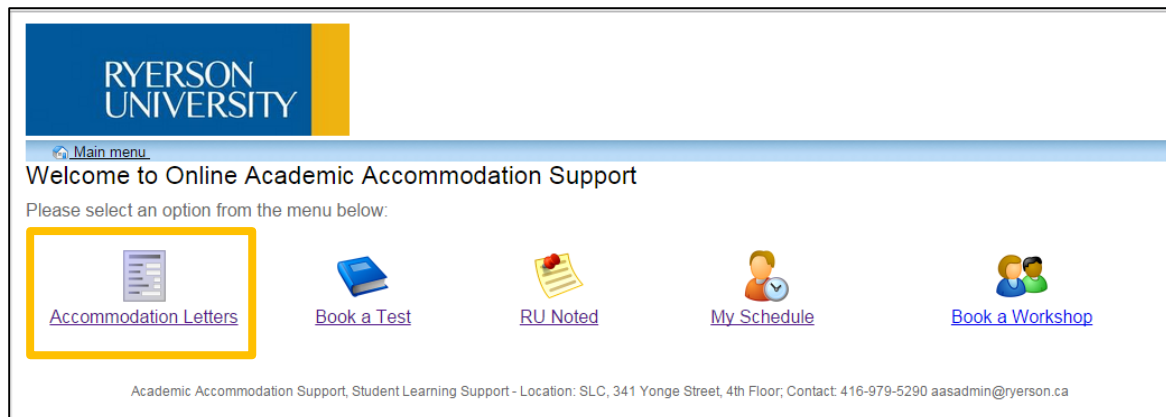 RYERSON
UNIVERSITY
Main menu
Welcome to Online Academic Accommodation Support
Please select an option from the menu below:
Accommodation Letters Book a Test RU Noted My Schedule Book a Workshop
Academic Accommodation Support, Student Learning Support - Location: SLC, 341 Yonge Street, 4th Floor; Contact: 416-979-5290 aasadmin@ryerson.ca